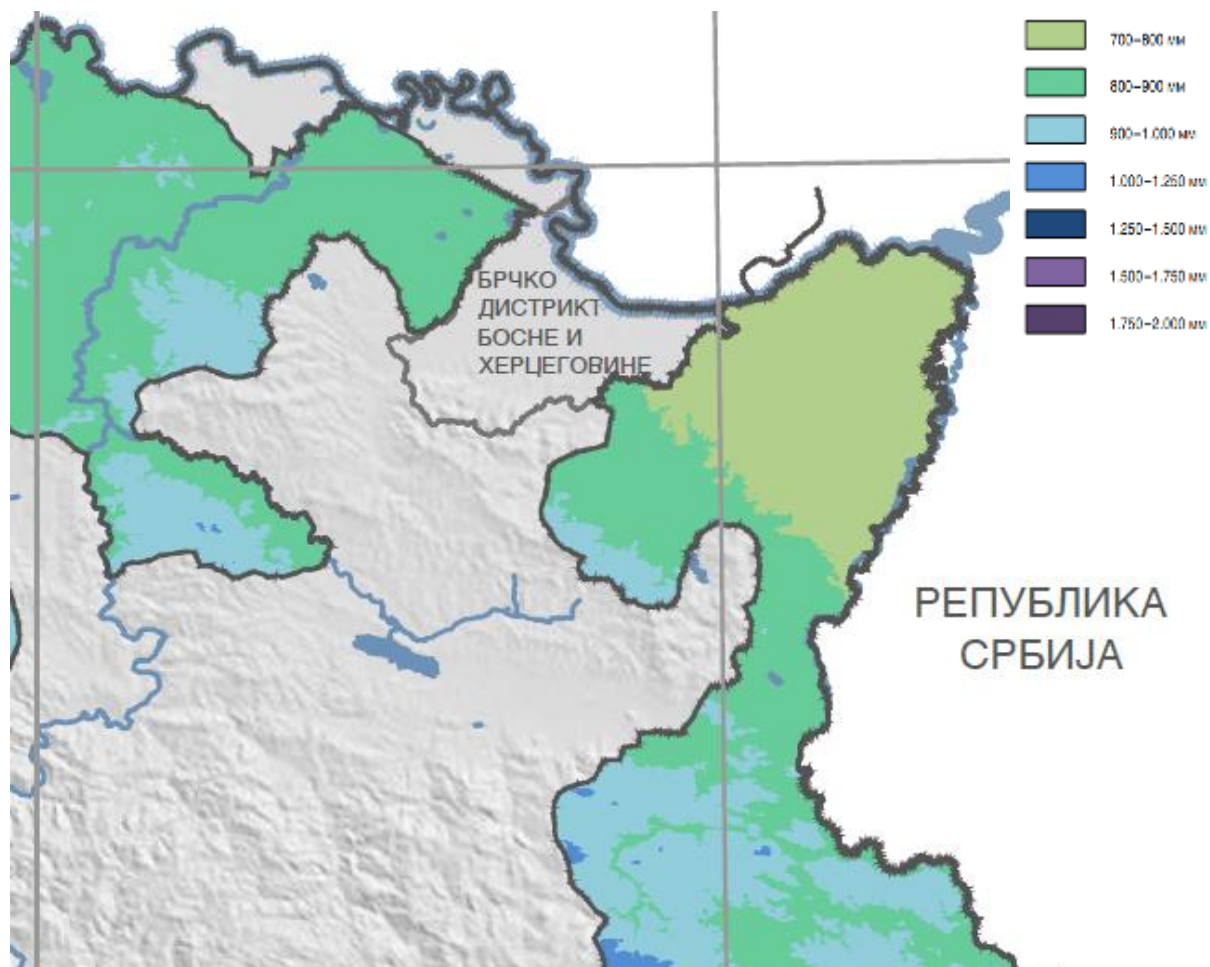 700–800 мм
800–900 мм
900–1.000 мм
1.000–1.250 мм
1.250–1.500 мм
1.500–1.750 мм
1.750–2.000 мм
БРЧКО
ДИСТРИКТ
БОСНЕ И
ХЕРЦЕГОВИНЕ
РЕПУБЛИКА
СРБИЈА